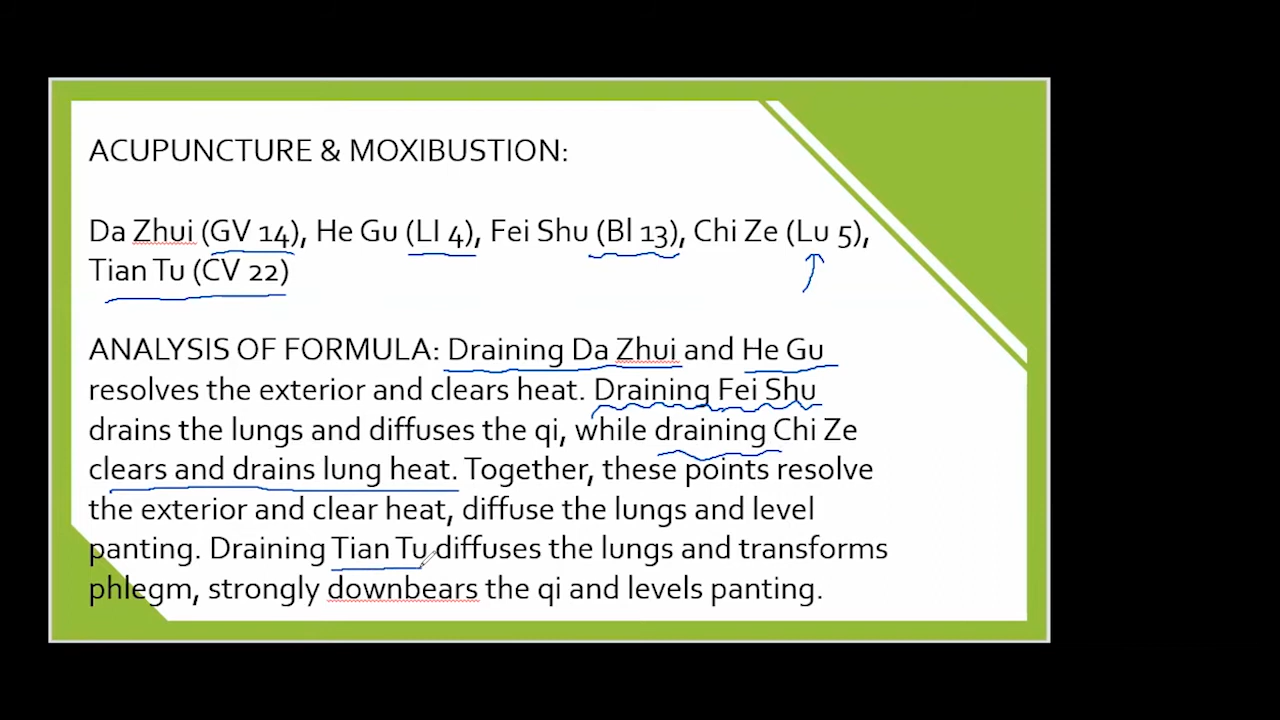 ACUPUNCTURE & MOXIBUSTION:
Da Zhui (GV 14), He Gu (LI 4), Fei Shu (Bl 13), Chi Ze (Lu 5),
Tian Tu (CV 22)
ANALYSIS OF FORMULA: Draining Da Zhui and He Gu
resolves the exterior and clears heat. Draining Fei Shu
drains the lungs and diffuses the qi, while draining Chi Ze
clears and drains lung heat. Together, these points resolve
the exterior and clear heat, diffuse the lungs and level
panting. Draining Tian Tu diffuses the lungs and transforms
phlegm, strongly downbears the qi and levels panting.